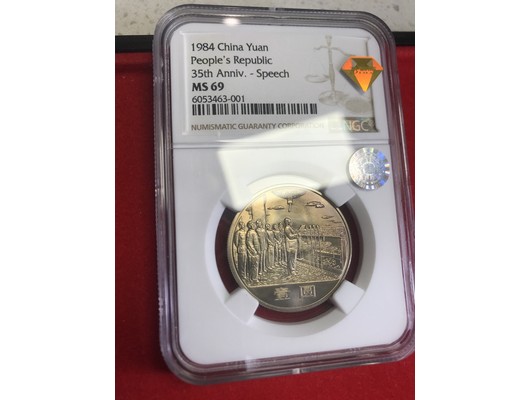 1984 China Yuan
People's Republic
35th Anniv. - Speech
MS 69
6053463-001
NUMISMATIC GUARANTY CORPORATION
NGC
壹圆